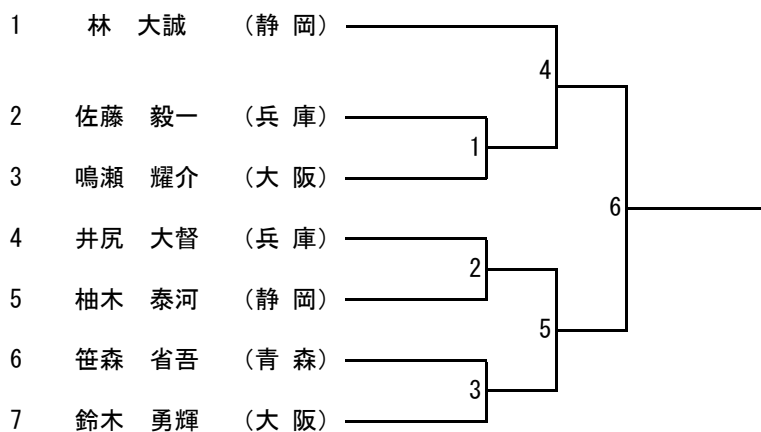 1 林 大誠 (静 岡)
4
2 佐藤 毅一 (兵 庫)
1
3 鳴瀬 耀介 (大 阪)
6
4 井尻 大督 (兵 庫)
2
5 柚木 泰河 (静 岡)
5
6 笹森 省吾 (青 森)
3
7 鈴木 勇輝 (大 阪)